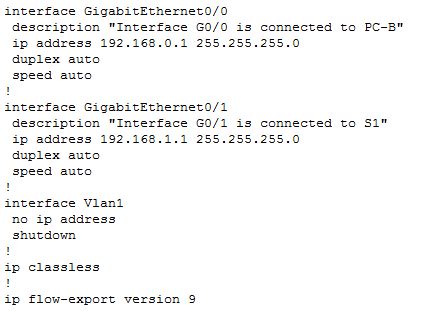 interface GigabitEthernet0/0
 description "Interface G0/0 is connected to PC-B"
 ip address 192.168.0.1 255.255.255.0
 duplex auto
 speed auto
!
interface GigabitEthernet0/1
 description "Interface G0/1 is connected to S1"
 ip address 192.168.1.1 255.255.255.0
 duplex auto
 speed auto
!
interface Vlan1
 no ip address
 shutdown
!
ip classless
!
ip flow-export version 9